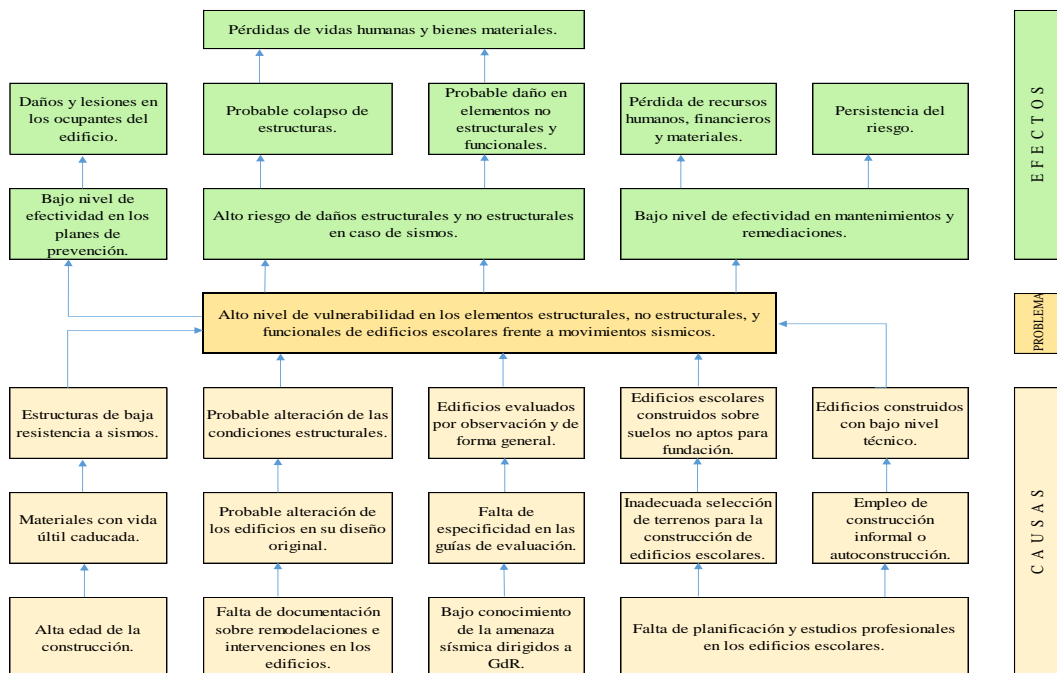 Pérdidas de vidas humanas y bienes materiales.
Daños y lesiones en
los ocupantes del
edificio.
Probable colapso de
estructuras.
Probable daño en
elementos no
estructurales y
funcionales.
Pérdida de recursos
humanos, financieros
y materiales.
Persistencia del
riesgo.
Bajo nivel de
efectividad en los
planes de
prevención.
Alto riesgo de daños estructurales y no estructurales
en caso de sismos.
Bajo nivel de efectividad en mantenimientos y
remediaciones.
EFECTOS
Alto nivel de vulnerabilidad en los elementos estructurales, no estructurales, y
funcionales de edificios escolares frente a movimientos sismicos.
PROBLEMA
Estructuras de baja
resistencia a sismos.
Probable alteración de las
condiciones estructurales.
Edificios evaluados
por observación y de
forma general.
Edificios escolares
construidos sobre
suelos no aptos para
fundación.
Edificios construidos
con bajo nivel
técnico.
Materiales con vida
últil caducada.
Probable alteración de
los edificios en su diseño
original.
Falta de
especificidad en las
guías de evaluación.
Inadecuada selección
de terrenos para la
construcción de
edificios escolares.
Empleo de
construcción
informal o
autoconstrucción.
Alta edad de la
construcción.
Falta de documentación
sobre remodelaciones e
intervenciones en los
edificios.
Bajo conocimiento
de la amenaza
sísmica dirigidos a
GdR.
Falta de planificación y estudios profesionales
en los edificios escolares.
CAUSAS